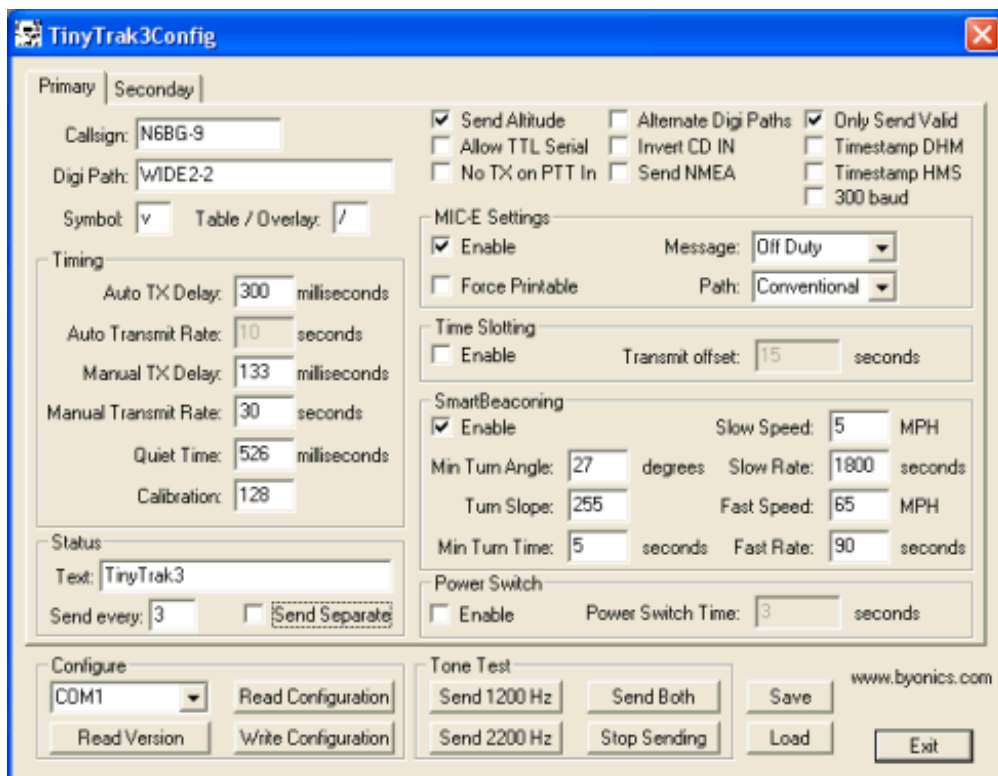 TinyTrak3Config
Primary
Seconday
Callsign: N6BG-9
Digi Path: WIDE2-2
Symbol: v Table / Overlay: /
Send Altitude
Alternate Digi Paths
Only Send Valid
Allow TTL Serial
Invert CD IN
Timestamp DHM
No TX on PTT In
Send NMEA
Timestamp HMS
300 baud
Timing
Auto TX Delay: 300 milliseconds
Auto Transmit Rate: 10 seconds
Manual TX Delay: 133 milliseconds
Manual Transmit Rate: 30 seconds
Quiet Time: 526 milliseconds
Calibration: 128
MIC-E Settings
Enable
Message: Off Duty
Force Printable
Path: Conventional
Time Slotting
Enable
Transmit offset: 15 seconds
SmartBeaconing
Enable
Slow Speed: 5 MPH
Min Turn Angle: 27 degrees
Slow Rate: 1800 seconds
Turn Slope: 255
Fast Speed: 65 MPH
Min Turn Time: 5 seconds
Fast Rate: 90 seconds
Status
Text: TinyTrak3
Send every: 3
Send Separate
Power Switch
Enable
Power Switch Time: 3 seconds
Configure
COM1
Read Configuration
Read Version
Write Configuration
Tone Test
Send 1200 Hz
Send Both
Send 2200 Hz
Stop Sending
Save
Load
www.byonics.com
Exit